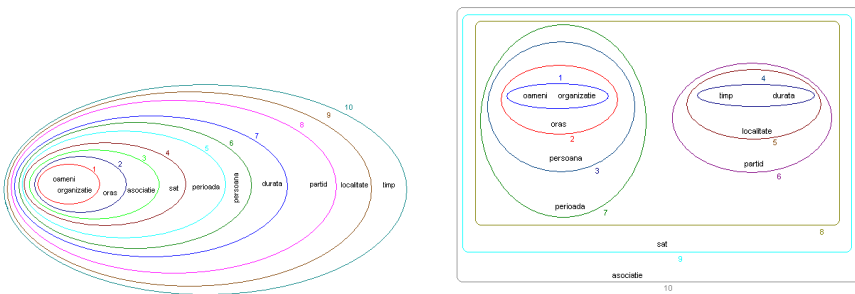 10
9
8
7
6
5
4
3
2
1
oameni
organizatie
oras
asociatie
sat
perioada
persoana
durata
partid
localitate
timp
1
oameni organizatie
oras
2
persoana
3
perioada
7
4
timp durata
localitate
5
partid
6
8
sat
9
asociatie
10